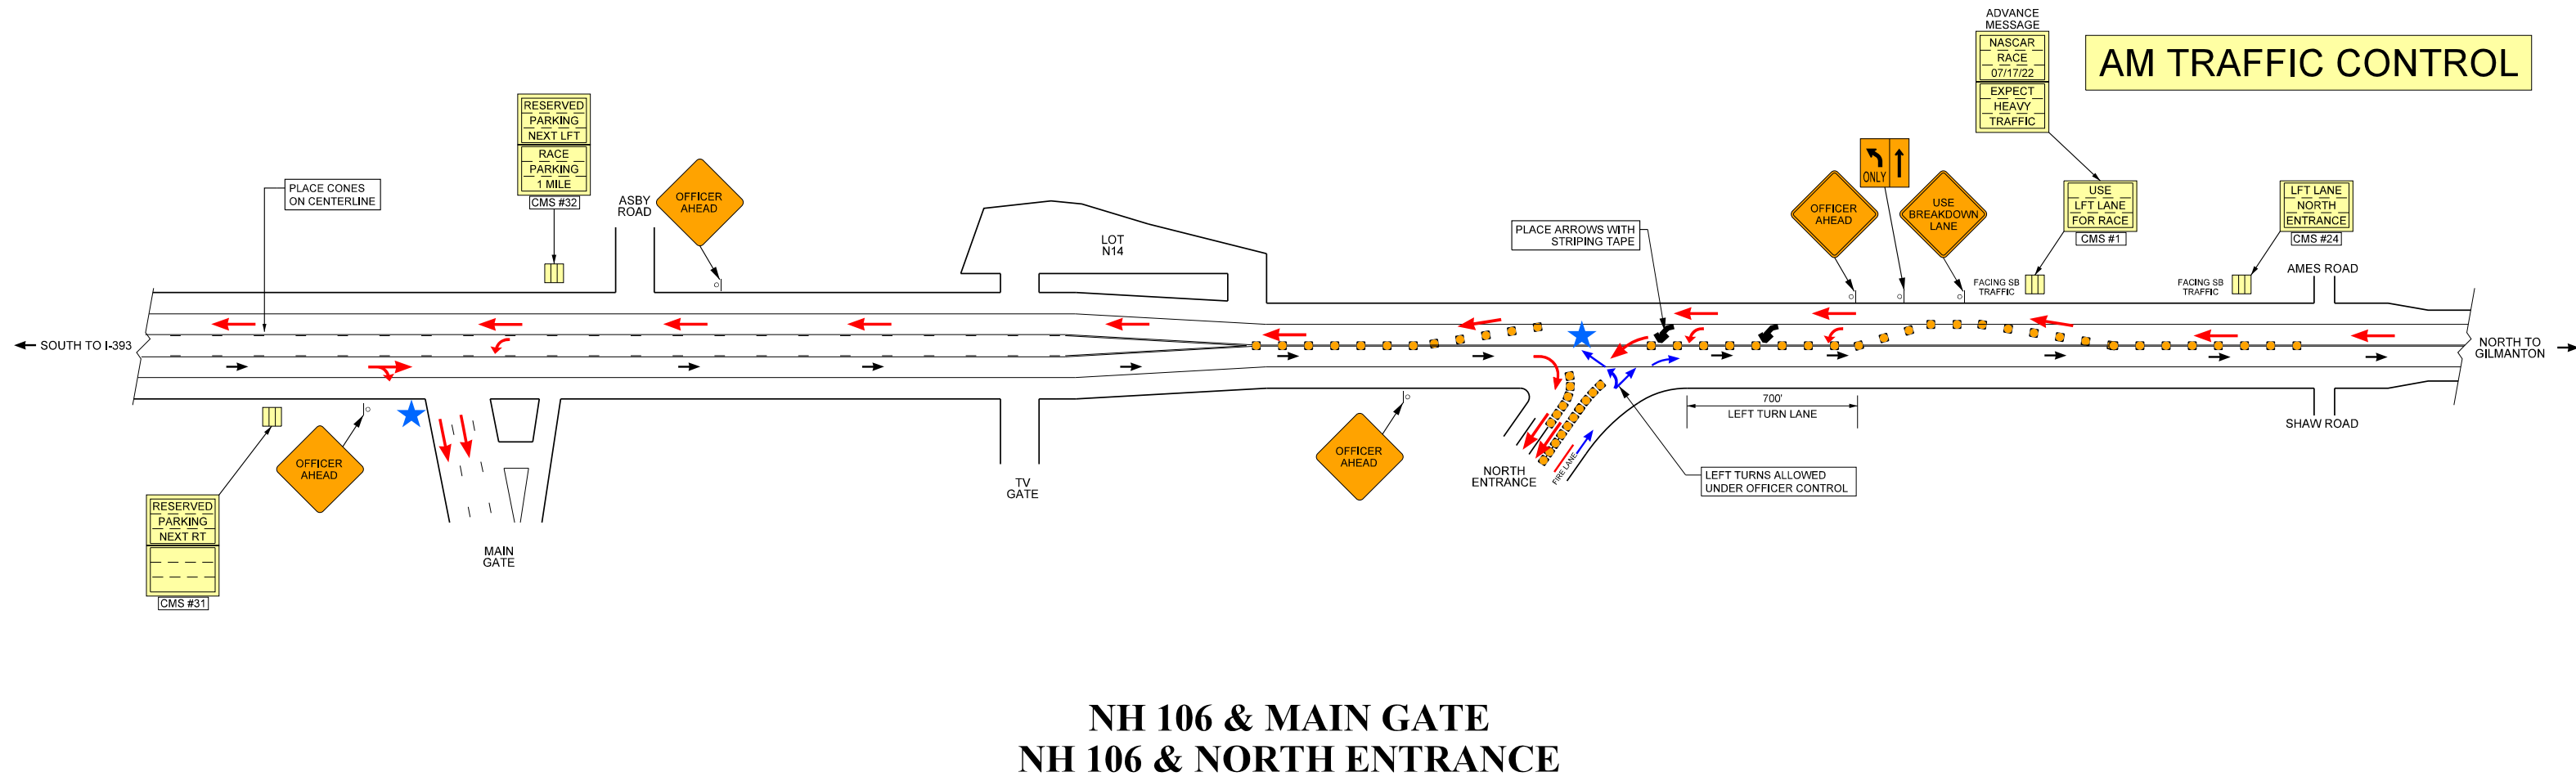 ADVANCE
MESSAGE
NASCAR
RACE
07/17/22
EXPECT
HEAVY
TRAFFIC
AM TRAFFIC CONTROL
RESERVED
PARKING
NEXT LFT
RACE
PARKING
1 MILE
CMS #32
PLACE CONES
ON CENTERLINE
ASBY
ROAD
OFFICER
AHEAD
LOT
N14
PLACE ARROWS WITH
STRIPING TAPE
OFFICER
AHEAD
ONLY
USE
BREAKDOWN
LANE
USE
LFT LANE
FOR RACE
CMS #1
LFT LANE
NORTH
ENTRANCE
CMS #24
FACING SB
TRAFFIC
FACING SB
TRAFFIC
AMES ROAD
SOUTH TO I-393
NORTH TO
GILMANTON
700'
LEFT TURN LANE
SHAW ROAD
OFFICER
AHEAD
OFFICER
AHEAD
NORTH
ENTRANCE
FIRE LANE
LEFT TURNS ALLOWED
UNDER OFFICER CONTROL
TV
GATE
RESERVED
PARKING
NEXT RT
CMS #31
MAIN
GATE
NH 106 & MAIN GATE
NH 106 & NORTH ENTRANCE